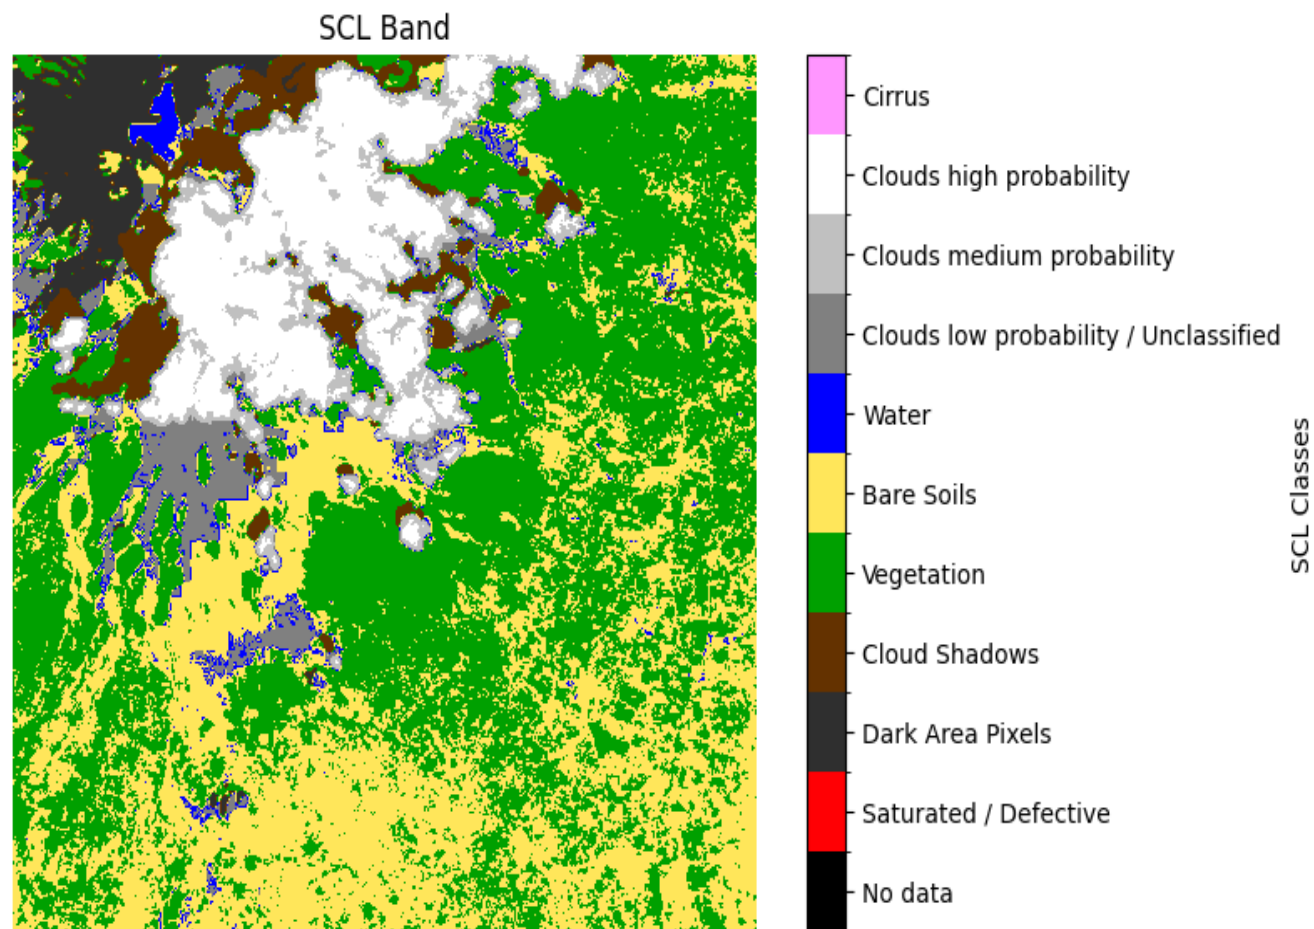 SCL Band
Cirrus
Clouds high probability
Clouds medium probability
Clouds low probability / Unclassified
Water
Bare Soils
Vegetation
Cloud Shadows
Dark Area Pixels
Saturated / Defective
No data
SCL Classes